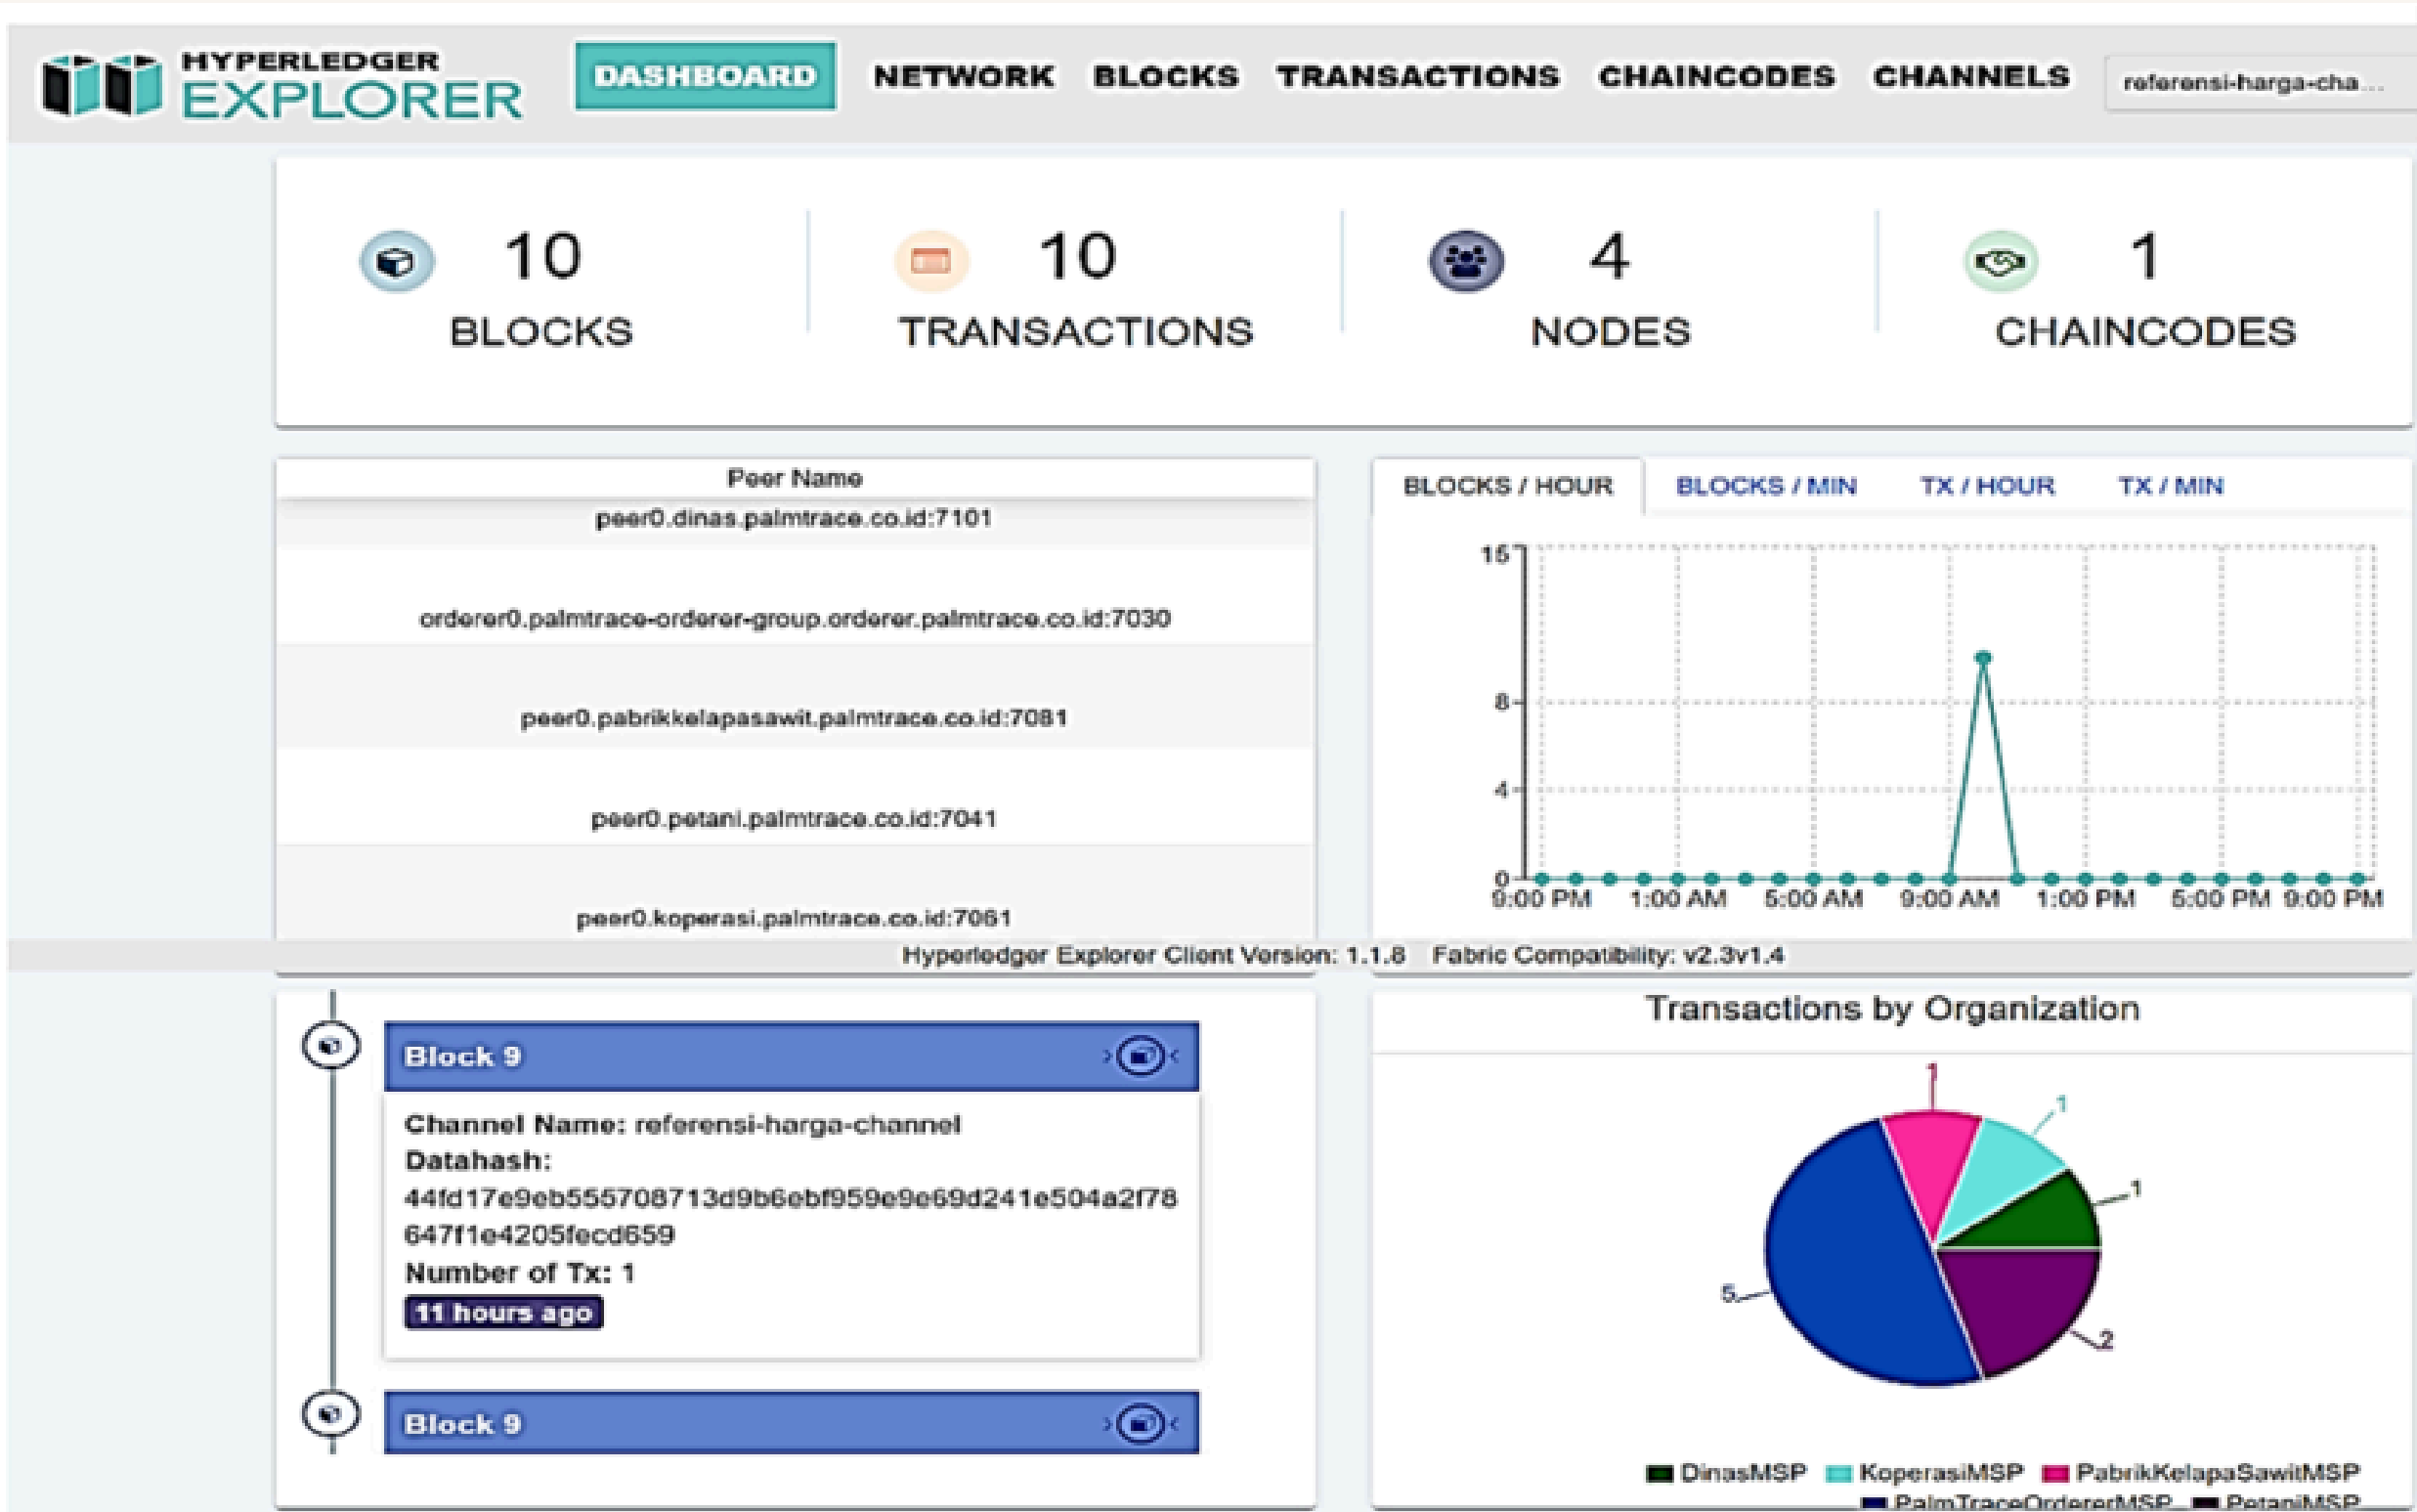 HYPERLEDGER
EXPLORER
DASHBOARD NETWORK BLOCKS TRANSACTIONS CHAINCODES CHANNELS referensi-harga-cha...
10 10 4 1
BLOCKS TRANSACTIONS NODES CHAINCODES
Peer Name
peer0.dinas.palmtrace.co.id:7101
orderer0.palmtrace-orderer-group.orderer.palmtrace.co.id:7030
peer0.pabrikkelapasawit.palmtrace.co.id:7081
peer0.petani.palmtrace.co.id:7041
peer0.koperasi.palmtrace.co.id:7061
BLOCKS / HOUR BLOCKS / MIN TX / HOUR TX / MIN
15
8
4
0
9:00 PM 1:00 AM 5:00 AM 9:00 AM 1:00 PM 5:00 PM 9:00 PM
Hyperledger Explorer Client Version: 1.1.8 Fabric Compatibility: v2.3v1.4
Block 9
Channel Name: referensi-harga-channel
Datahash:
44fd17e9eb555708713d9b6ebf959e9e69d241e504a2f78
647f1e4205fecd659
Number of Tx: 1
11 hours ago
Block 9
Transactions by Organization
1
1
1
5
2
DinasMSP KoperasiMSP PabrikKelapaSawitMSP
PalmTraceOrdererMSP PetaniMSP